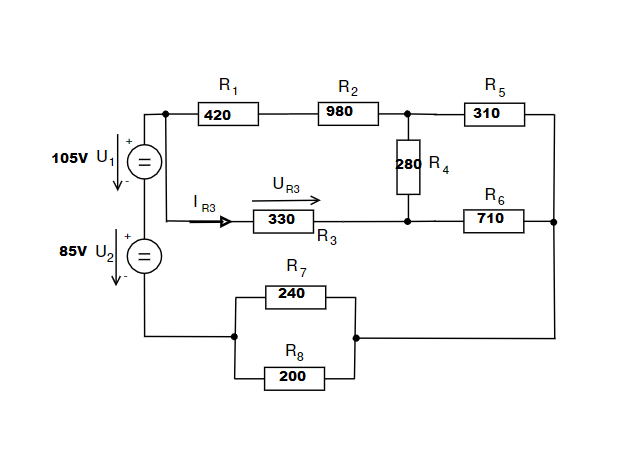 R1 R2 R5
420 980 310
105V U1 + = -
280 R4
IR3 UR3 R6
330 710
R3
85V U2 + = -
R7
240
R8
200